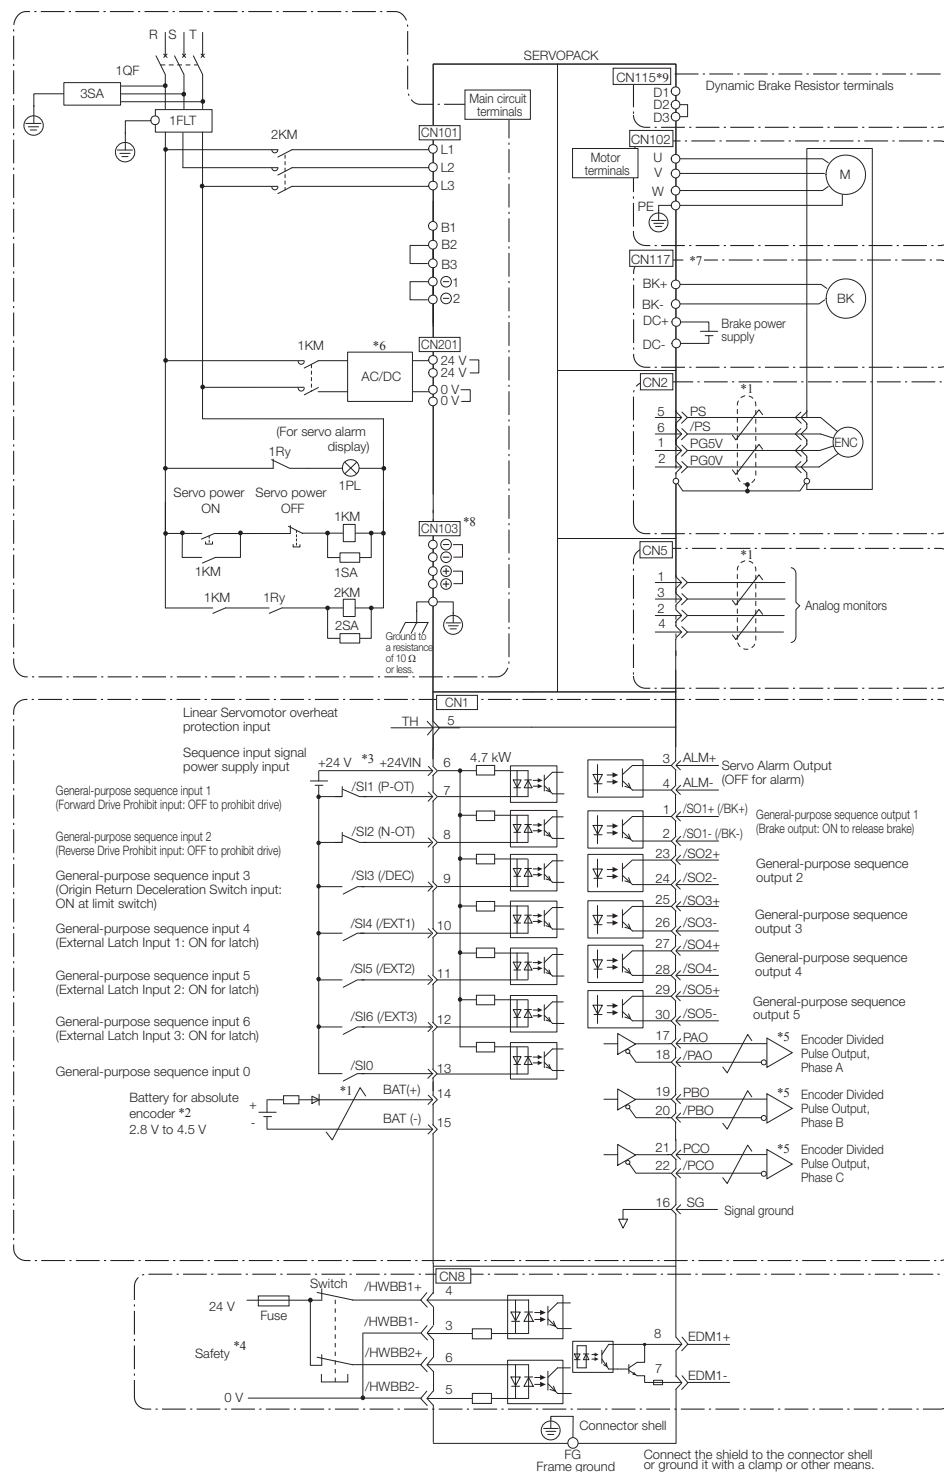 R S T
1QF
3SA
1FLT
2KM
SERVOPACK
Main circuit
terminals
CN101
L1
L2
L3
B1
B2
B3
⊖1
⊖2
CN201
1KM
*6
AC/DC
24 V
24 V
0 V
0 V
(For servo alarm
display)
1Ry
1PL
Servo power
ON
Servo power
OFF
1KM
1KM
1SA
1KM
1Ry
2KM
2SA
CN103
*8
⊖
⊖
⊕
⊕
Ground to
a resistance
of 10 Ω
or less.
CN115*9
Dynamic Brake Resistor terminals
D1
D2
D3
CN102
Motor
terminals
U
V
W
PE
M
CN117
*7
BK+
BK-
DC+
DC-
BK
Brake power
supply
CN2
*1
5 PS
6 /PS
1 PG5V
2 PG0V
ENC
CN5
*1
1
3
2
4
Analog monitors
CN1
Linear Servomotor overheat
protection input
TH 5
Sequence input signal
power supply input
+24 V *3 +24VIN 6 4.7 kW
General-purpose sequence input 1
(Forward Drive Prohibit input: OFF to prohibit drive)
/SI1 (P-OT) 7
General-purpose sequence input 2
(Reverse Drive Prohibit input: OFF to prohibit drive)
/SI2 (N-OT) 8
General-purpose sequence input 3
(Origin Return Deceleration Switch input:
ON at limit switch)
/SI3 (/DEC) 9
General-purpose sequence input 4
(External Latch Input 1: ON for latch)
/SI4 (/EXT1) 10
General-purpose sequence input 5
(External Latch Input 2: ON for latch)
/SI5 (/EXT2) 11
General-purpose sequence input 6
(External Latch Input 3: ON for latch)
/SI6 (/EXT3) 12
General-purpose sequence input 0
/SI0 13
Battery for absolute
encoder *2
2.8 V to 4.5 V
+
-
*1
BAT(+) 14
BAT (-) 15
3 ALM+
4 ALM-
Servo Alarm Output
(OFF for alarm)
1 /SO1+ (/BK+)
2 /SO1- (/BK-)
General-purpose sequence output 1
(Brake output: ON to release brake)
23 /SO2+
24 /SO2-
General-purpose sequence
output 2
25 /SO3+
26 /SO3-
General-purpose sequence
output 3
27 /SO4+
28 /SO4-
General-purpose sequence
output 4
29 /SO5+
30 /SO5-
General-purpose sequence
output 5
17 PAO
18 /PAO
*5
Encoder Divided
Pulse Output,
Phase A
19 PBO
20 /PBO
*5
Encoder Divided
Pulse Output,
Phase B
21 PCO
22 /PCO
*5
Encoder Divided
Pulse Output,
Phase C
16 SG
Signal ground
CN8
Switch
24 V
Fuse
Safety *4
0 V
/HWBB1+ 4
/HWBB1- 3
/HWBB2+ 6
/HWBB2- 5
8 EDM1+
7 EDM1-
Connector shell
FG
Frame ground
Connect the shield to the connector shell
or ground it with a clamp or other means.